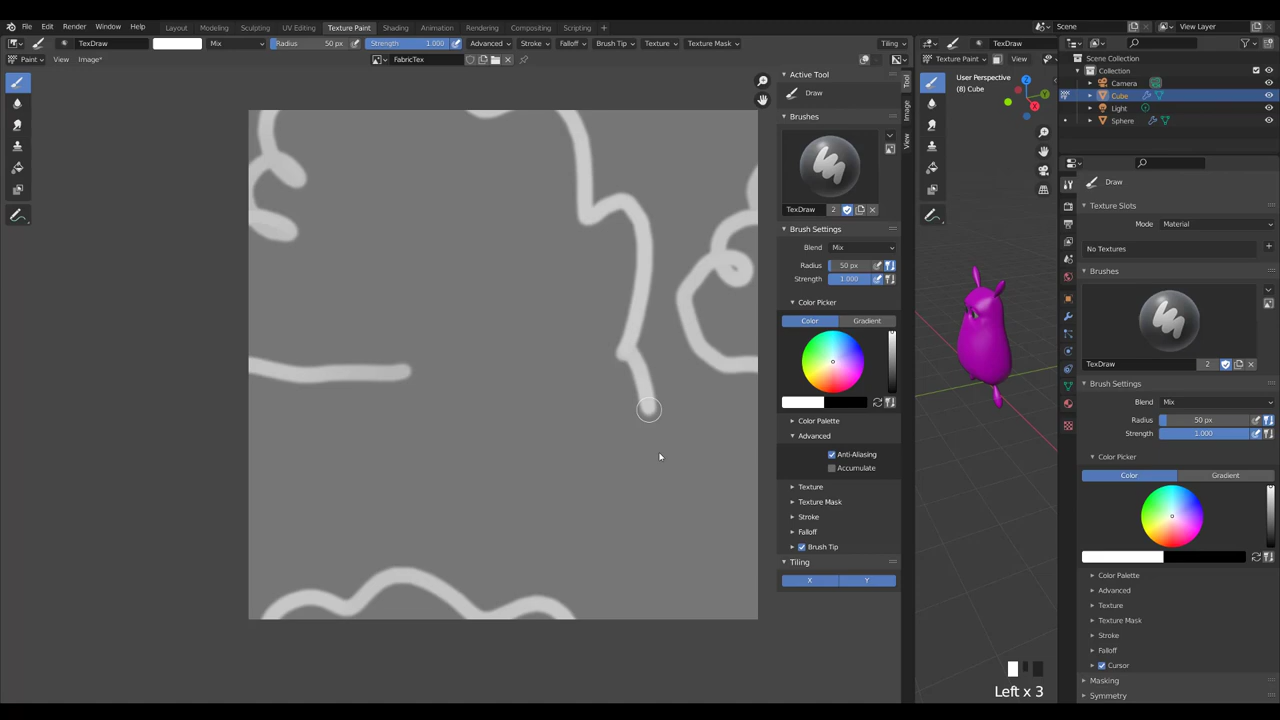 File Edit Render Window Help Layout Modeling Sculpting UV Editing Texture Paint Shading Animation Rendering Compositing Scripting + Scene View Layer
TexDraw Mix Radius 50 px Strength 1.000 Advanced Stroke Falloff Brush Tip Texture Texture Mask Tiling TexDraw Scene Collection
Paint View Image* FabricTex Texture Paint View Collection
Active Tool User Perspective Camera
Draw (8) Cube Cube
Light
Brushes Sphere
TexDraw 2
Tool
Image
View
Brush Settings
Blend Mix
Radius 50 px
Strength 1.000
Color Picker
Color Gradient
Color Palette
Advanced
Anti-Aliasing
Accumulate
Texture
Texture Mask
Stroke
Falloff
Brush Tip
Tiling
X Y
Z
Y
X
Draw
Texture Slots
Mode Material
No Textures
Brushes
TexDraw 2
Brush Settings
Blend Mix
Radius 50 px
Strength 1.000
Color Picker
Color Gradient
Color Palette
Advanced
Texture
Texture Mask
Stroke
Falloff
Cursor
Masking
Symmetry
Left x 3